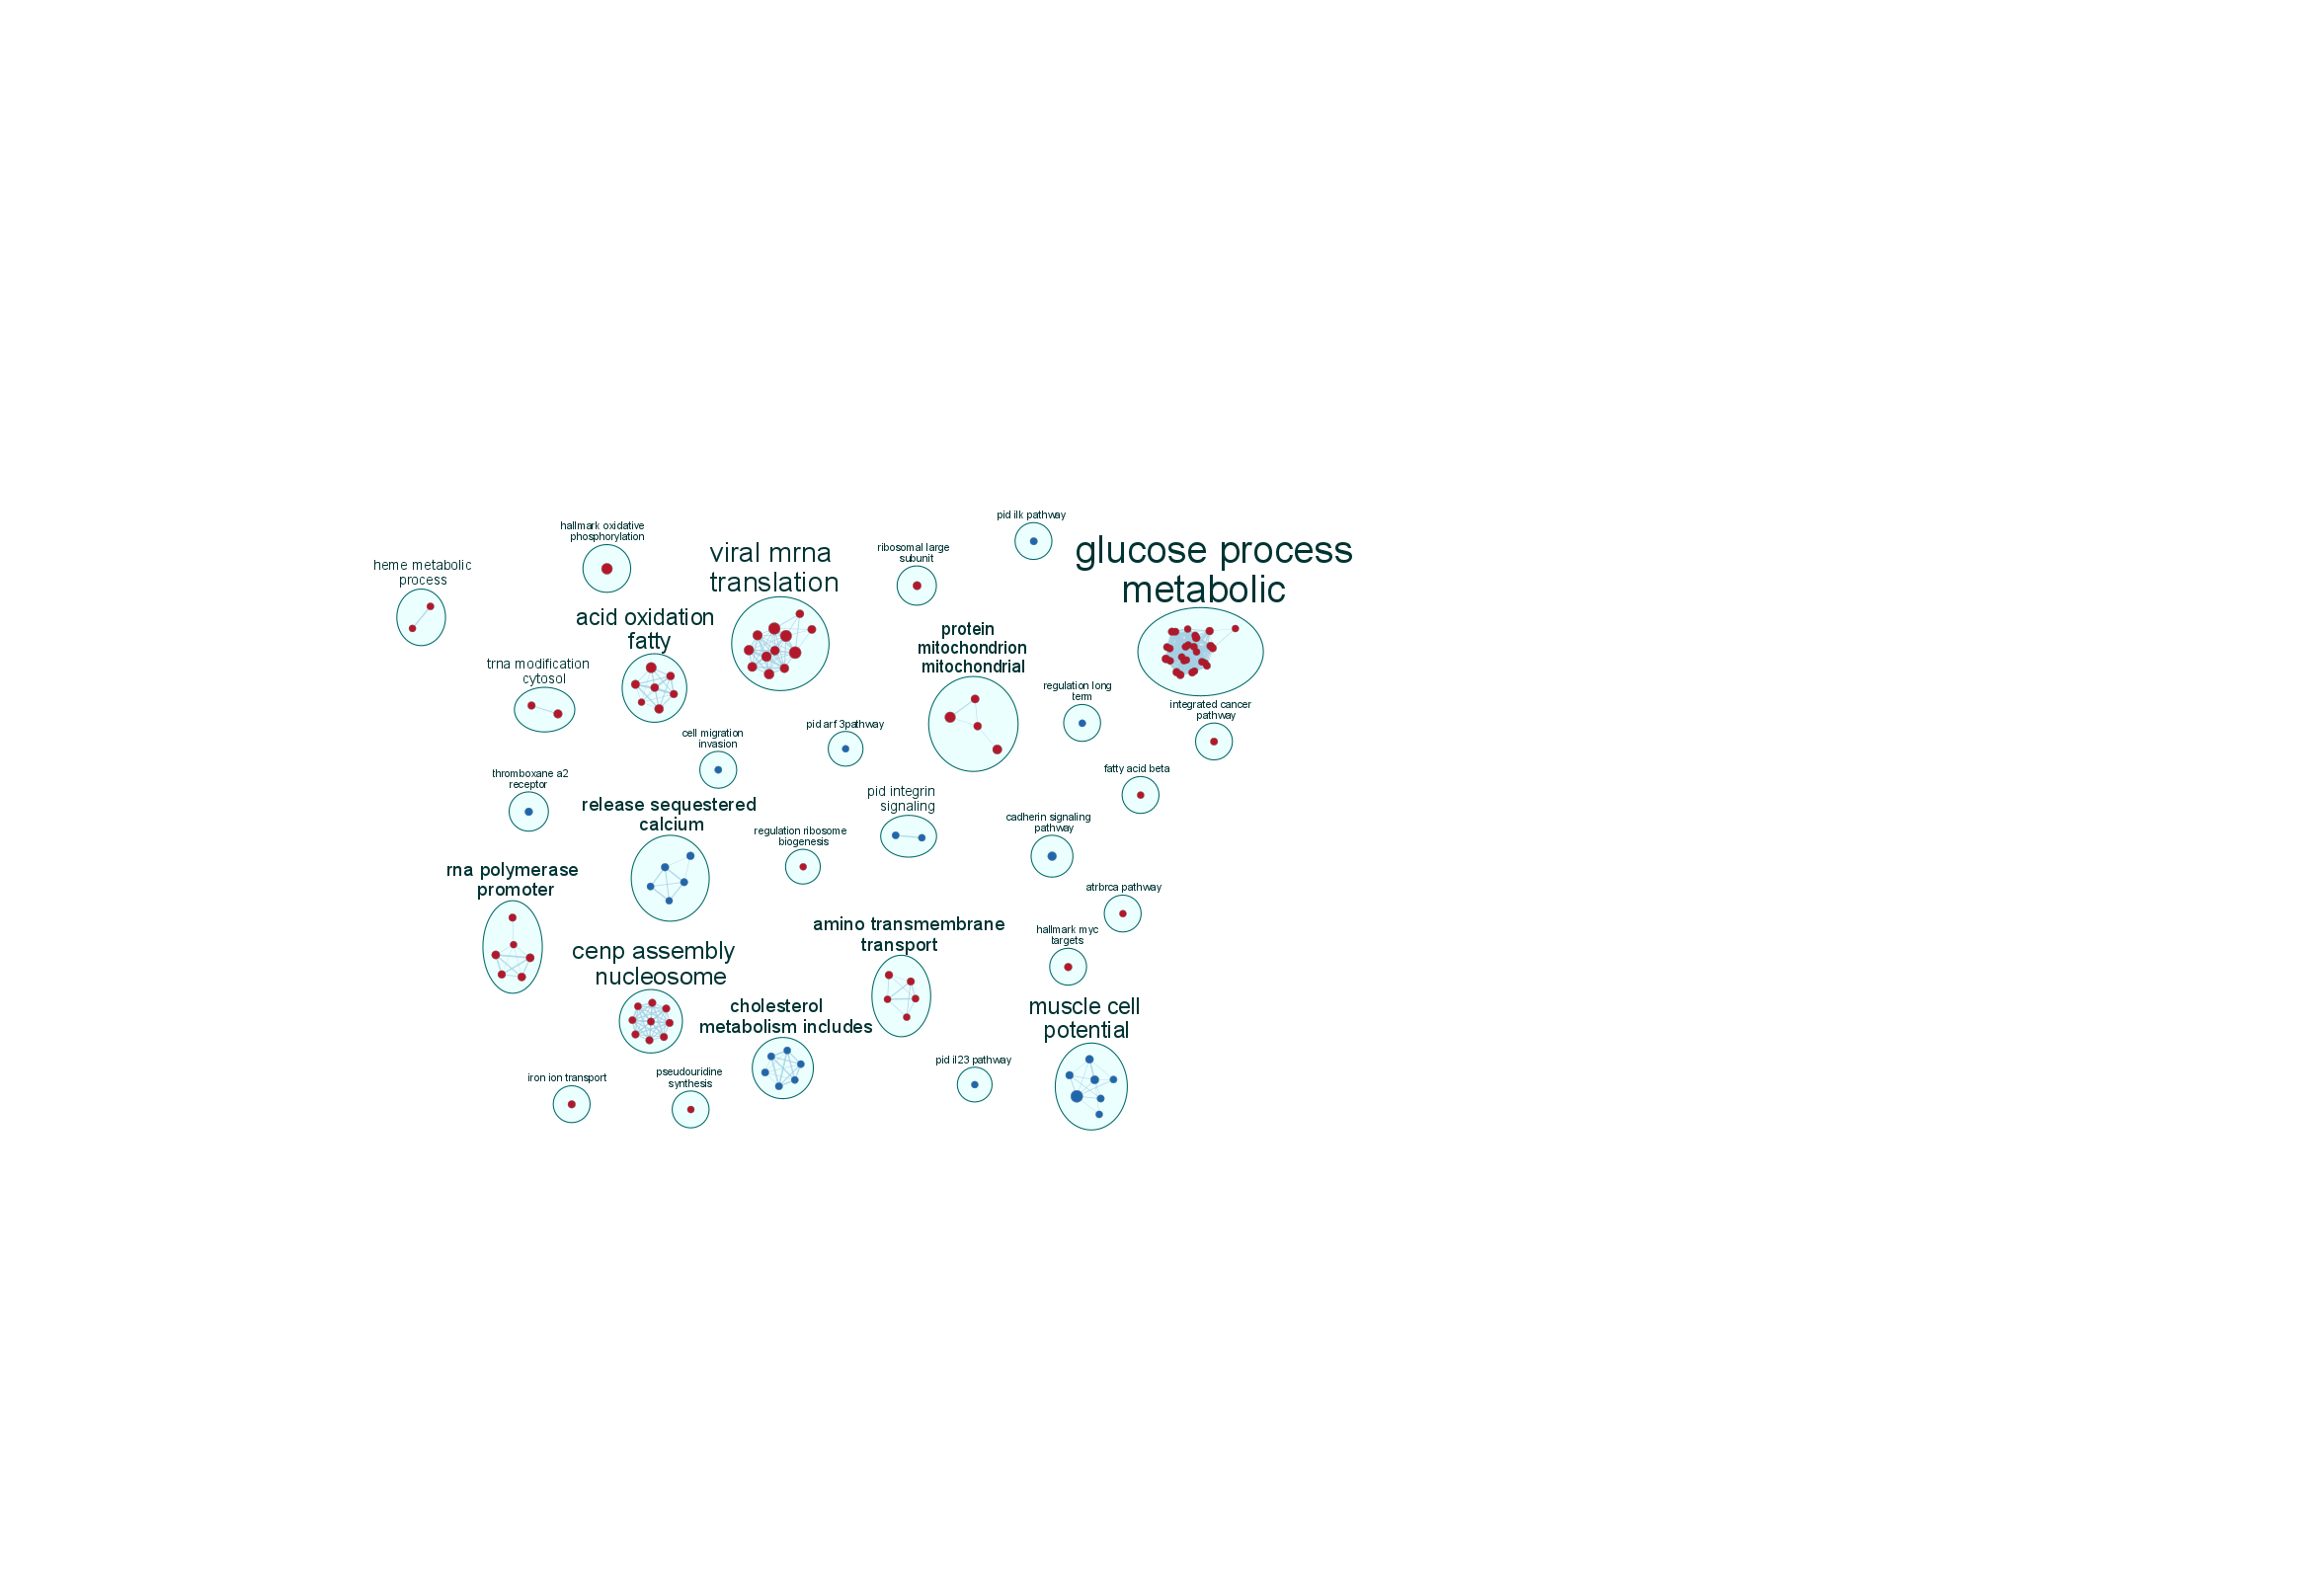 pid ilk pathway
hallmark oxidative
phosphorylation
viral mrna
translation
ribosomal large
subunit
glucose process
metabolic
heme metabolic
process
acid oxidation
fatty
protein
mitochondrion
mitochondrial
trna modification
cytosol
regulation long
term
integrated cancer
pathway
cell migration
invasion
pid arf 3pathway
fatty acid beta
thromboxane a2
receptor
release sequestered
calcium
pid integrin
signaling
regulation ribosome
biogenesis
cadherin signaling
pathway
rna polymerase
promoter
atrbrca pathway
amino transmembrane
transport
hallmark myc
targets
cenp assembly
nucleosome
cholesterol
metabolism includes
muscle cell
potential
iron ion transport
pseudouridine
synthesis
pid il23 pathway